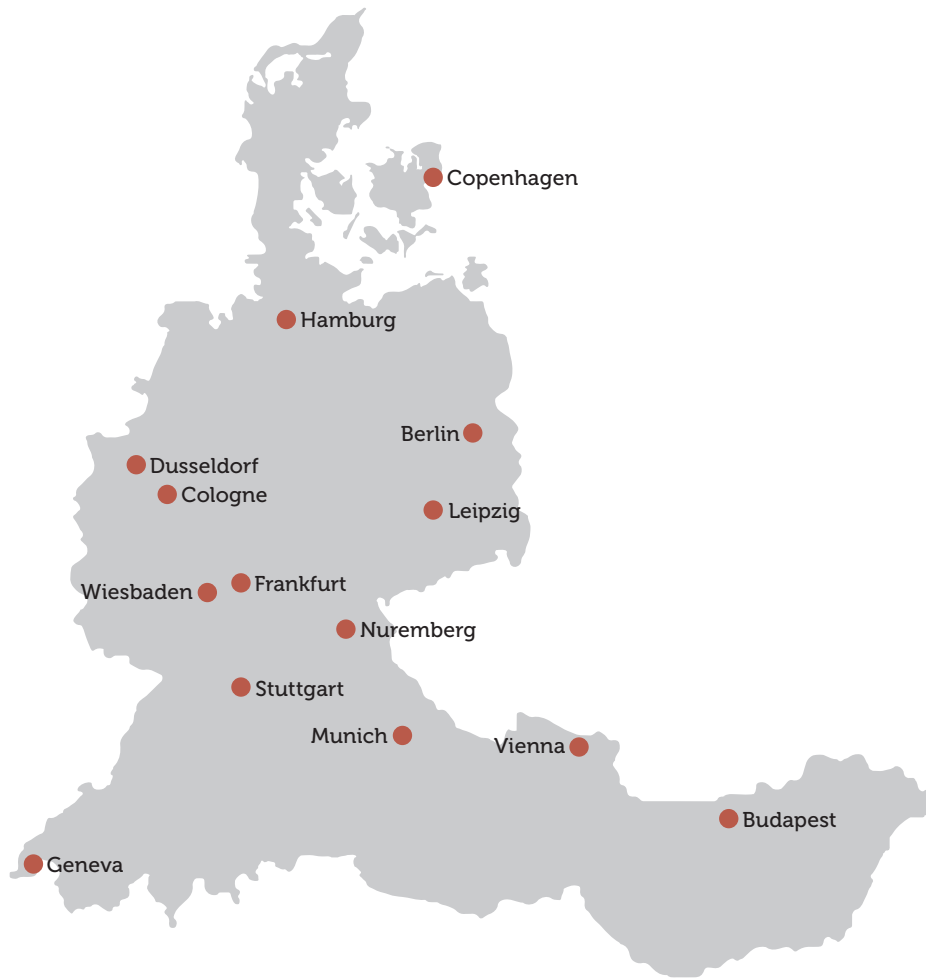 Copenhagen
Hamburg
Berlin
Dusseldorf
Cologne
Leipzig
Frankfurt
Wiesbaden
Nuremberg
Stuttgart
Munich
Vienna
Budapest
Geneva